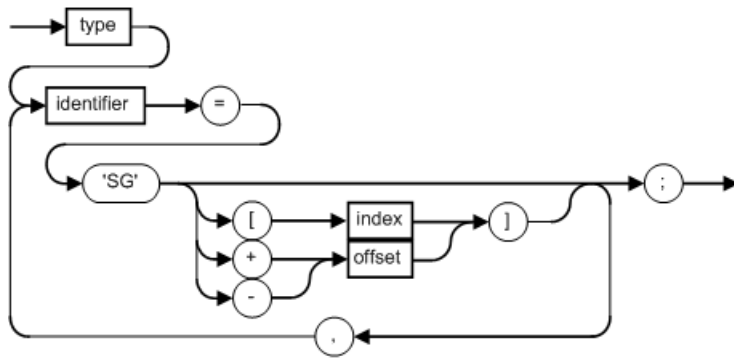 type
identifier =
'SG' ;
[ index ]
+ offset
-
,